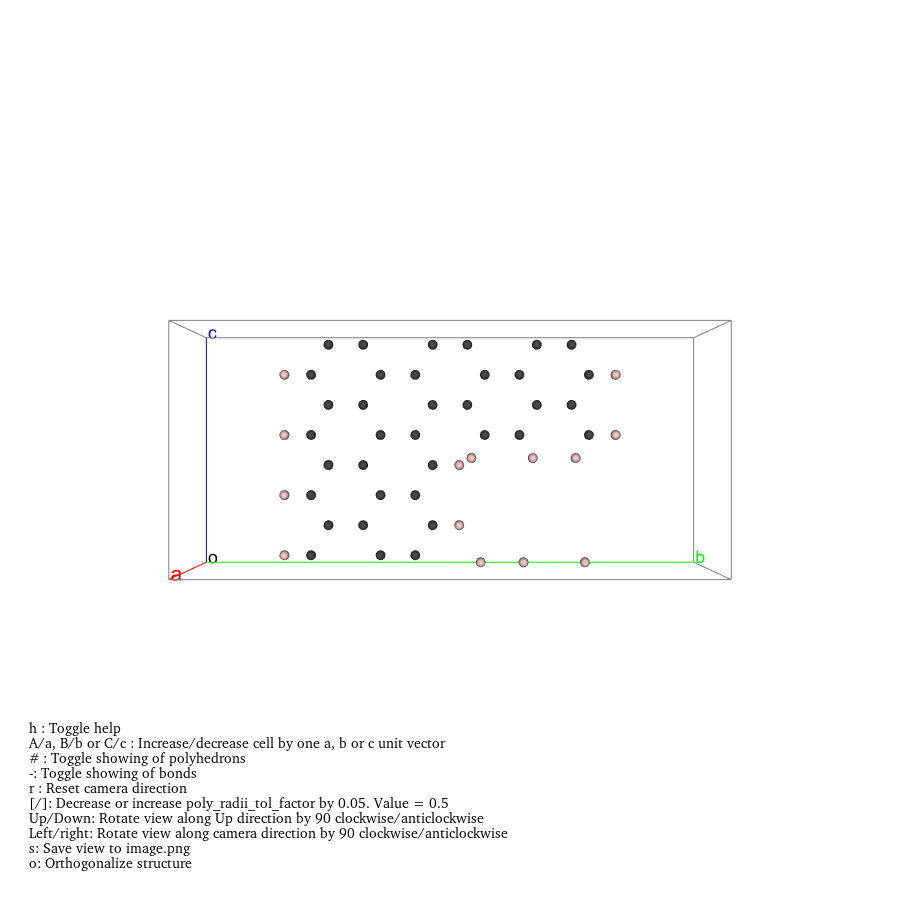 c
o
a
b
h : Toggle help
A/a, B/b or C/c : Increase/decrease cell by one a, b or c unit vector
# : Toggle showing of polyhedrons
-: Toggle showing of bonds
r : Reset camera direction
[/]: Decrease or increase poly_radii_tol_factor by 0.05. Value = 0.5
Up/Down: Rotate view along Up direction by 90 clockwise/anticlockwise
Left/right: Rotate view along camera direction by 90 clockwise/anticlockwise
s: Save view to image.png
o: Orthogonalize structure